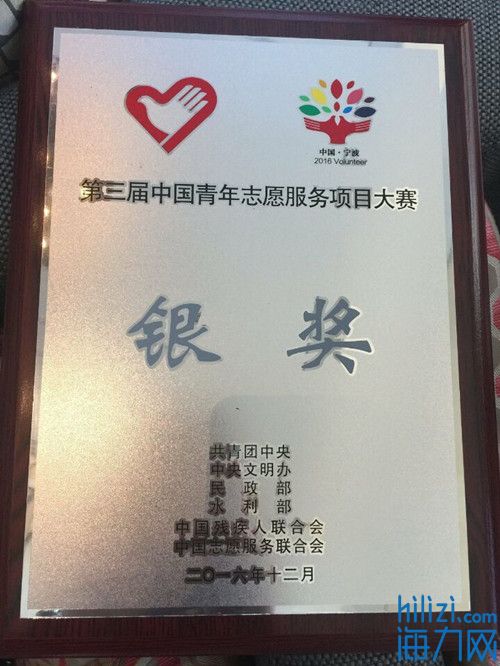 中国·宁波
2016 Volunteer
第三届中国青年志愿服务项目大赛
银奖
共青团中央
中央文明办
民政部
水利部
中国残疾人联合会
中国志愿服务联合会
二〇一六年十二月
hilizi.com
海力网